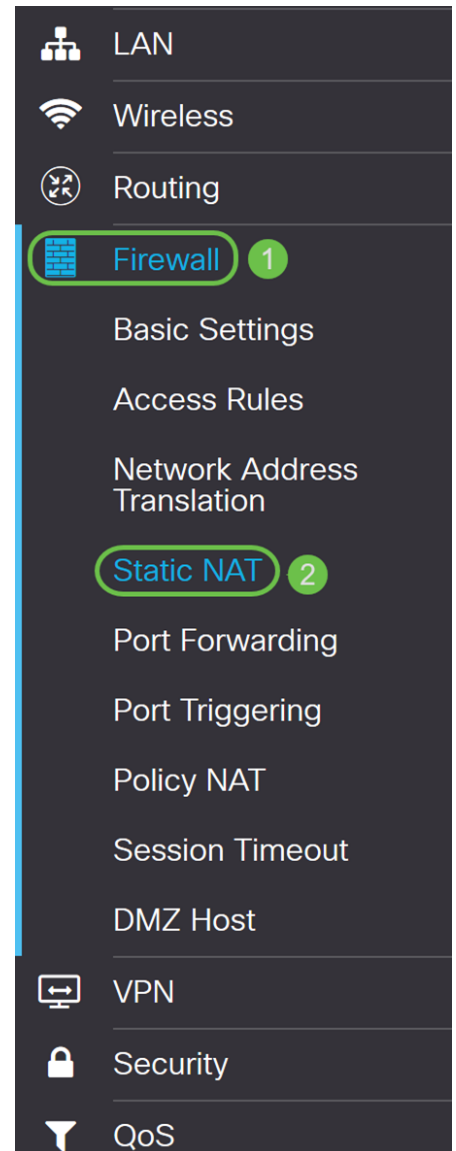 LAN
Wireless
Routing
Firewall 1
Basic Settings
Access Rules
Network Address
Translation
Static NAT 2
Port Forwarding
Port Triggering
Policy NAT
Session Timeout
DMZ Host
VPN
Security
QoS